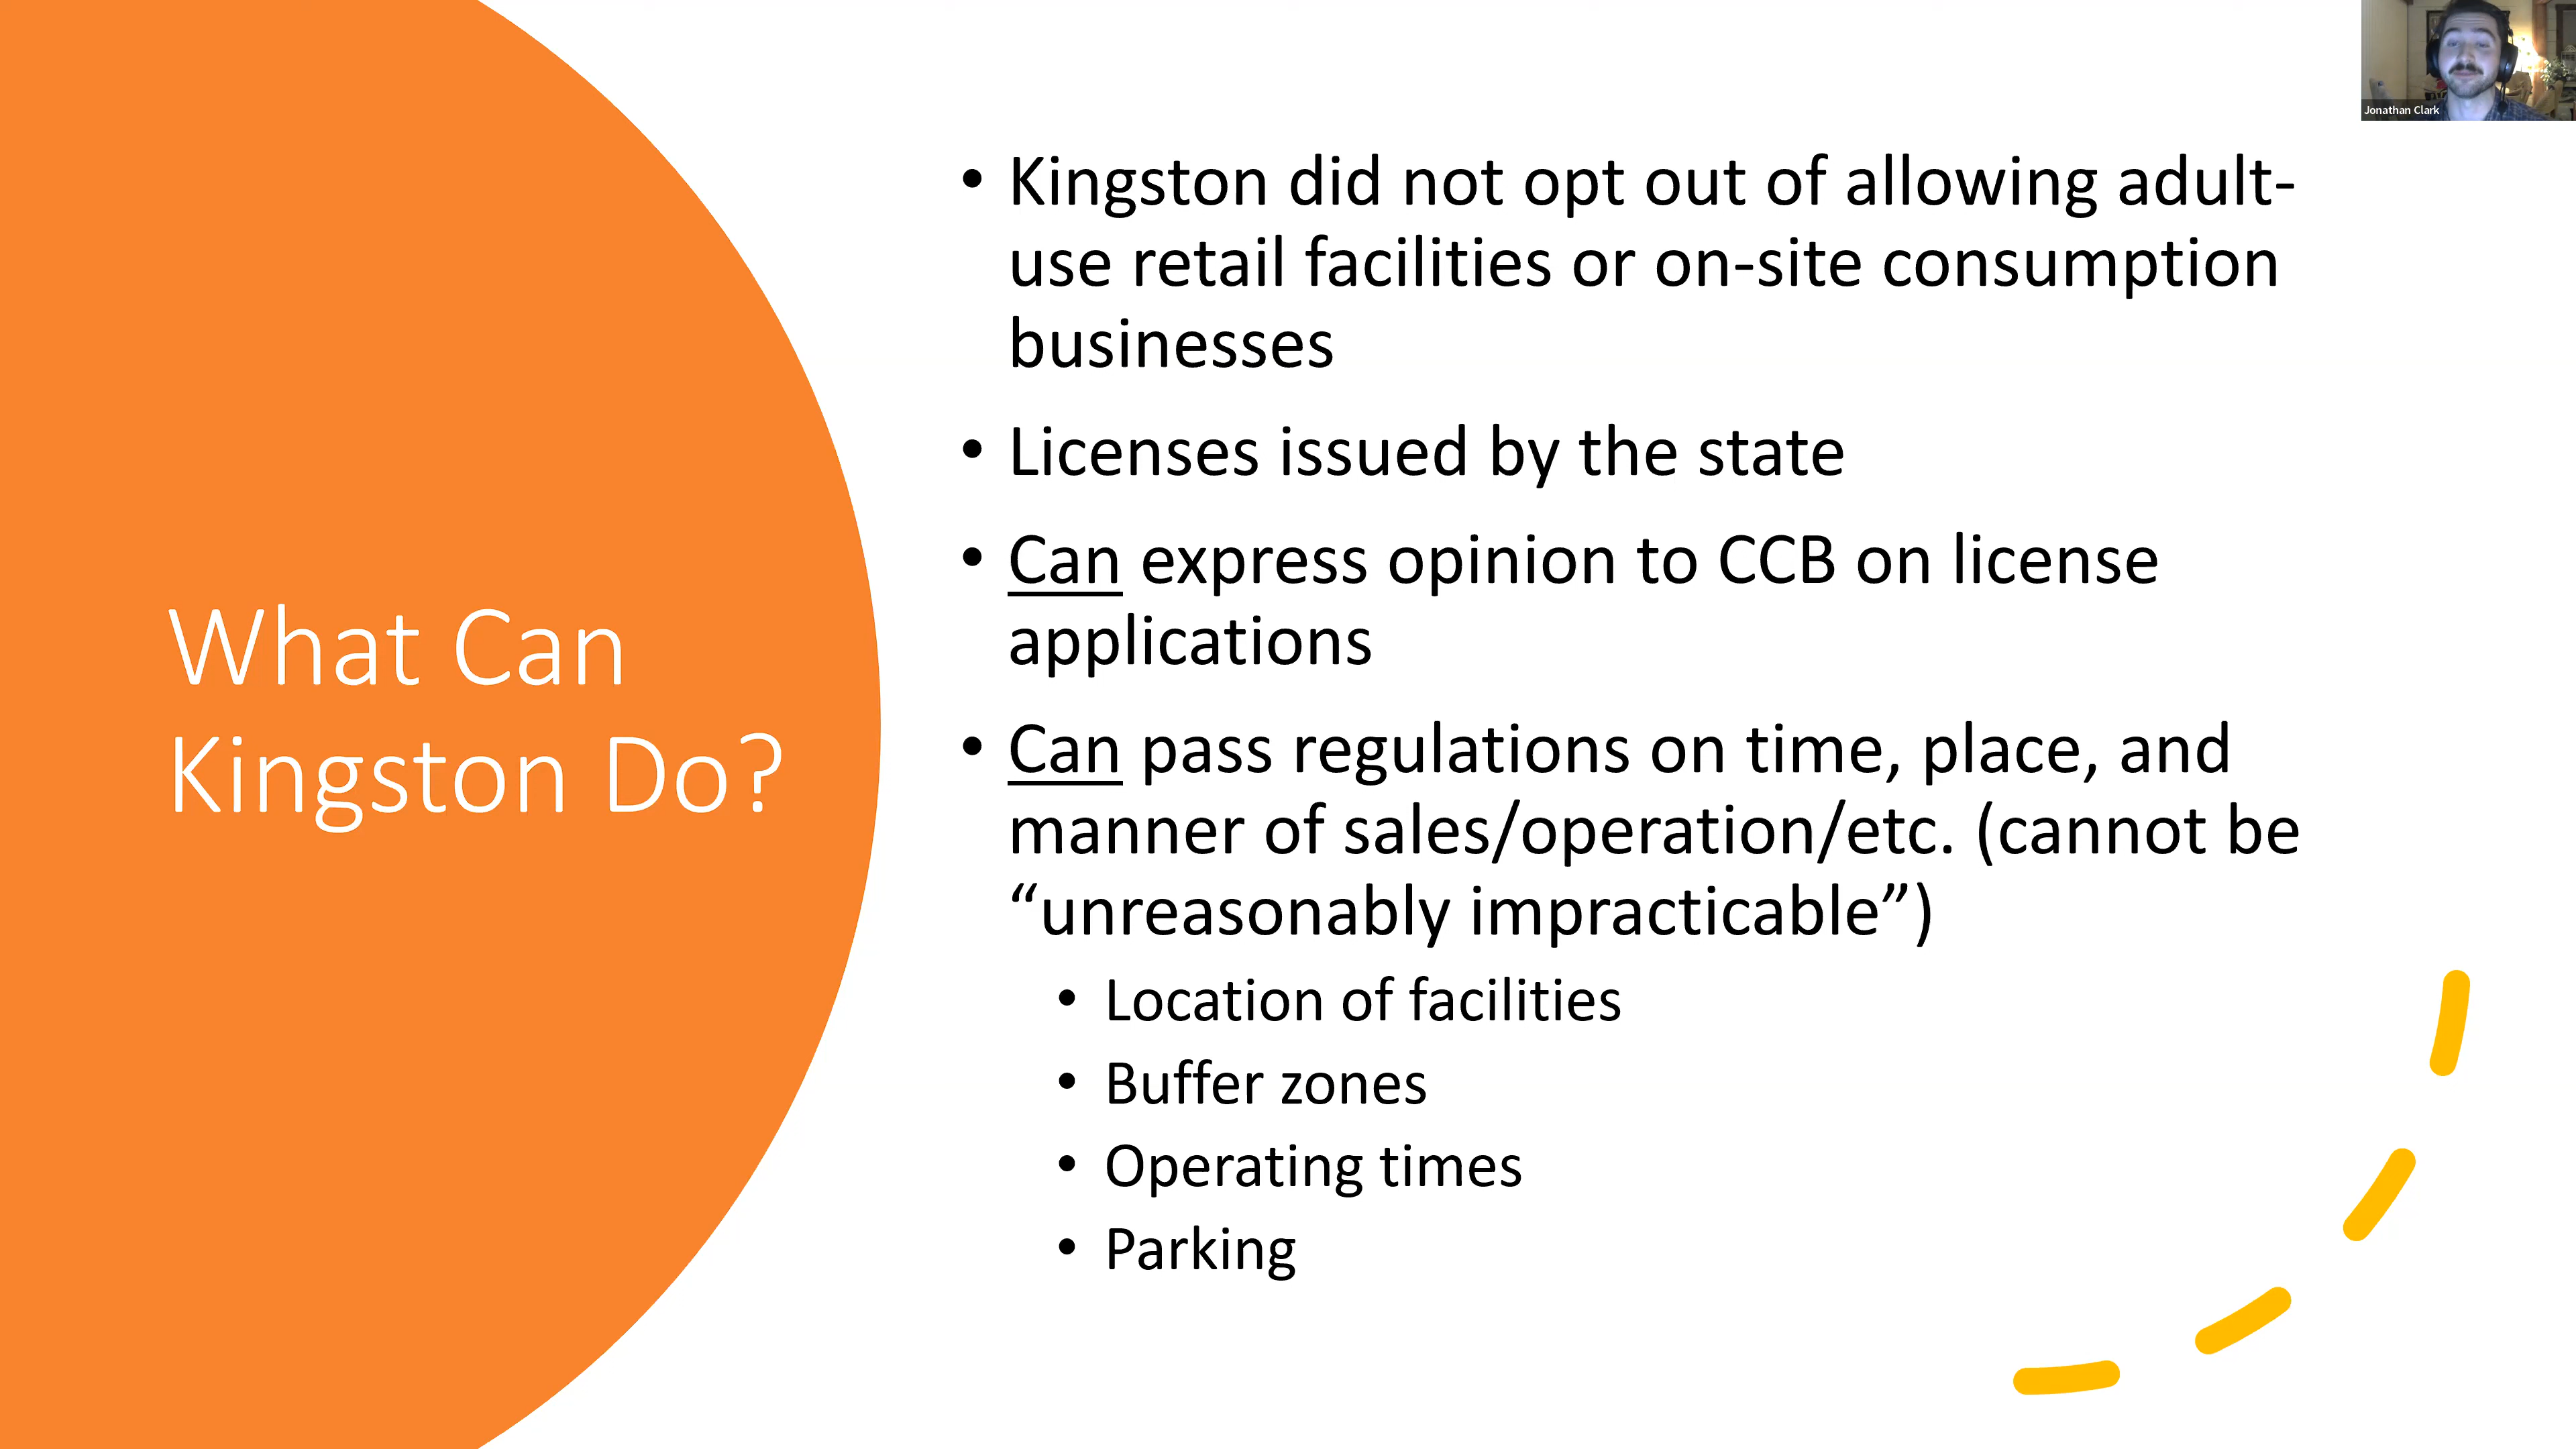 Jonathan Clark
What Can
Kingston Do?
• Kingston did not opt out of allowing adult-
use retail facilities or on-site consumption
businesses
• Licenses issued by the state
• Can express opinion to CCB on license
applications
• Can pass regulations on time, place, and
manner of sales/operation/etc. (cannot be
“unreasonably impracticable”)
• Location of facilities
• Buffer zones
• Operating times
• Parking